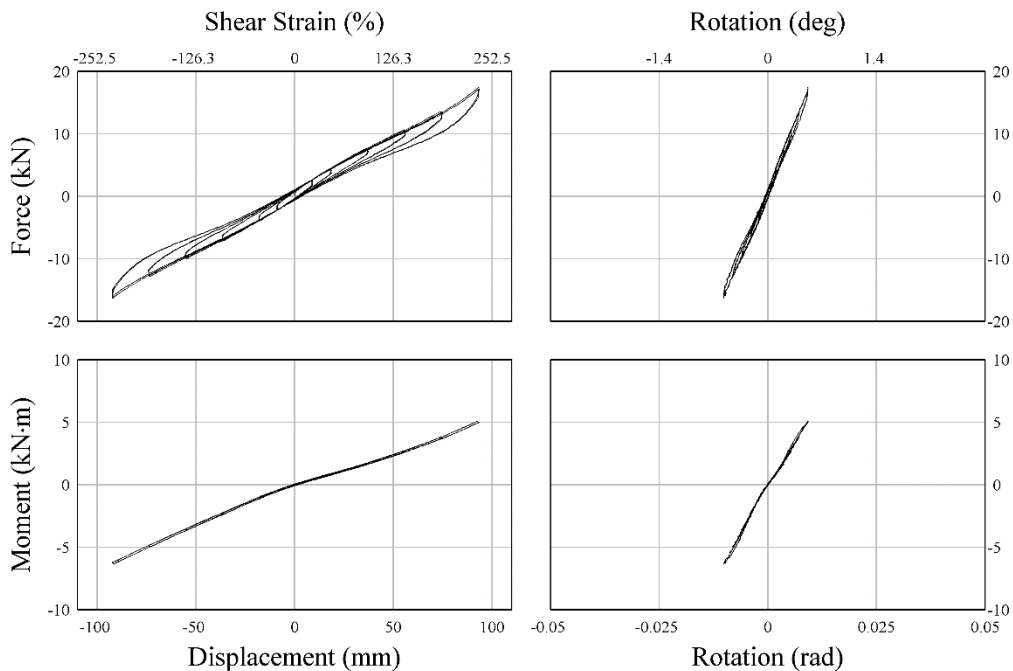 Shear Strain (%)
Rotation (deg)
-252.5 -126.3 0 126.3 252.5
-1.4 0 1.4
Force (kN)
20
10
0
-10
-20
20
10
0
-10
-20
Moment (kN·m)
10
5
0
-5
-10
10
5
0
-5
-10
-100 -50 0 50 100
-0.05 -0.025 0 0.025 0.05
Displacement (mm)
Rotation (rad)